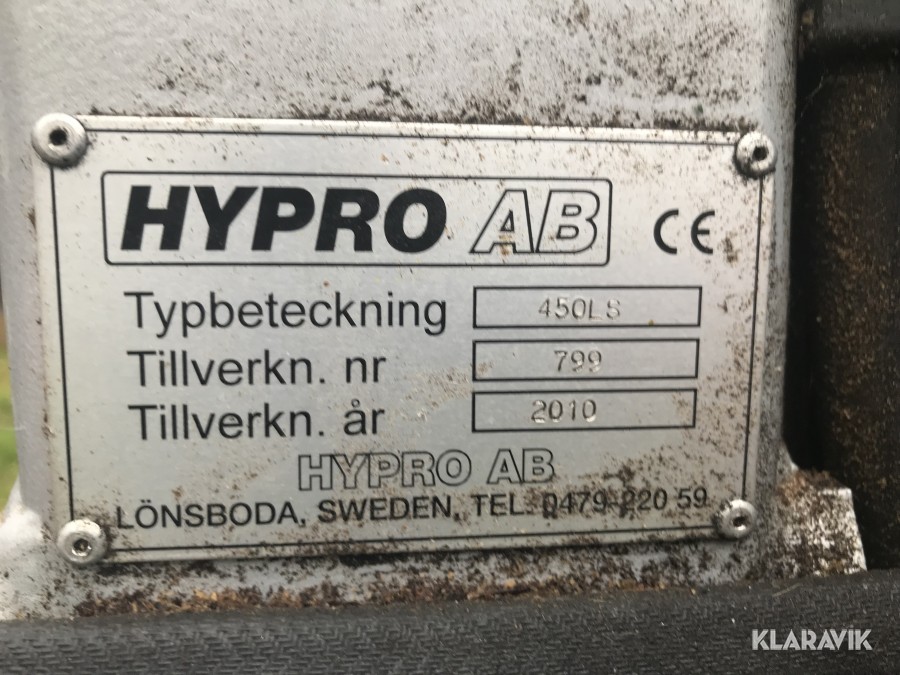 HYPRO AB CE
Typbeteckning 450LS
Tillverkn. nr 799
Tillverkn. år 2010
HYPRO AB
LÖNSBODA, SWEDEN, TEL. 0479-220 59
KLARAVIK